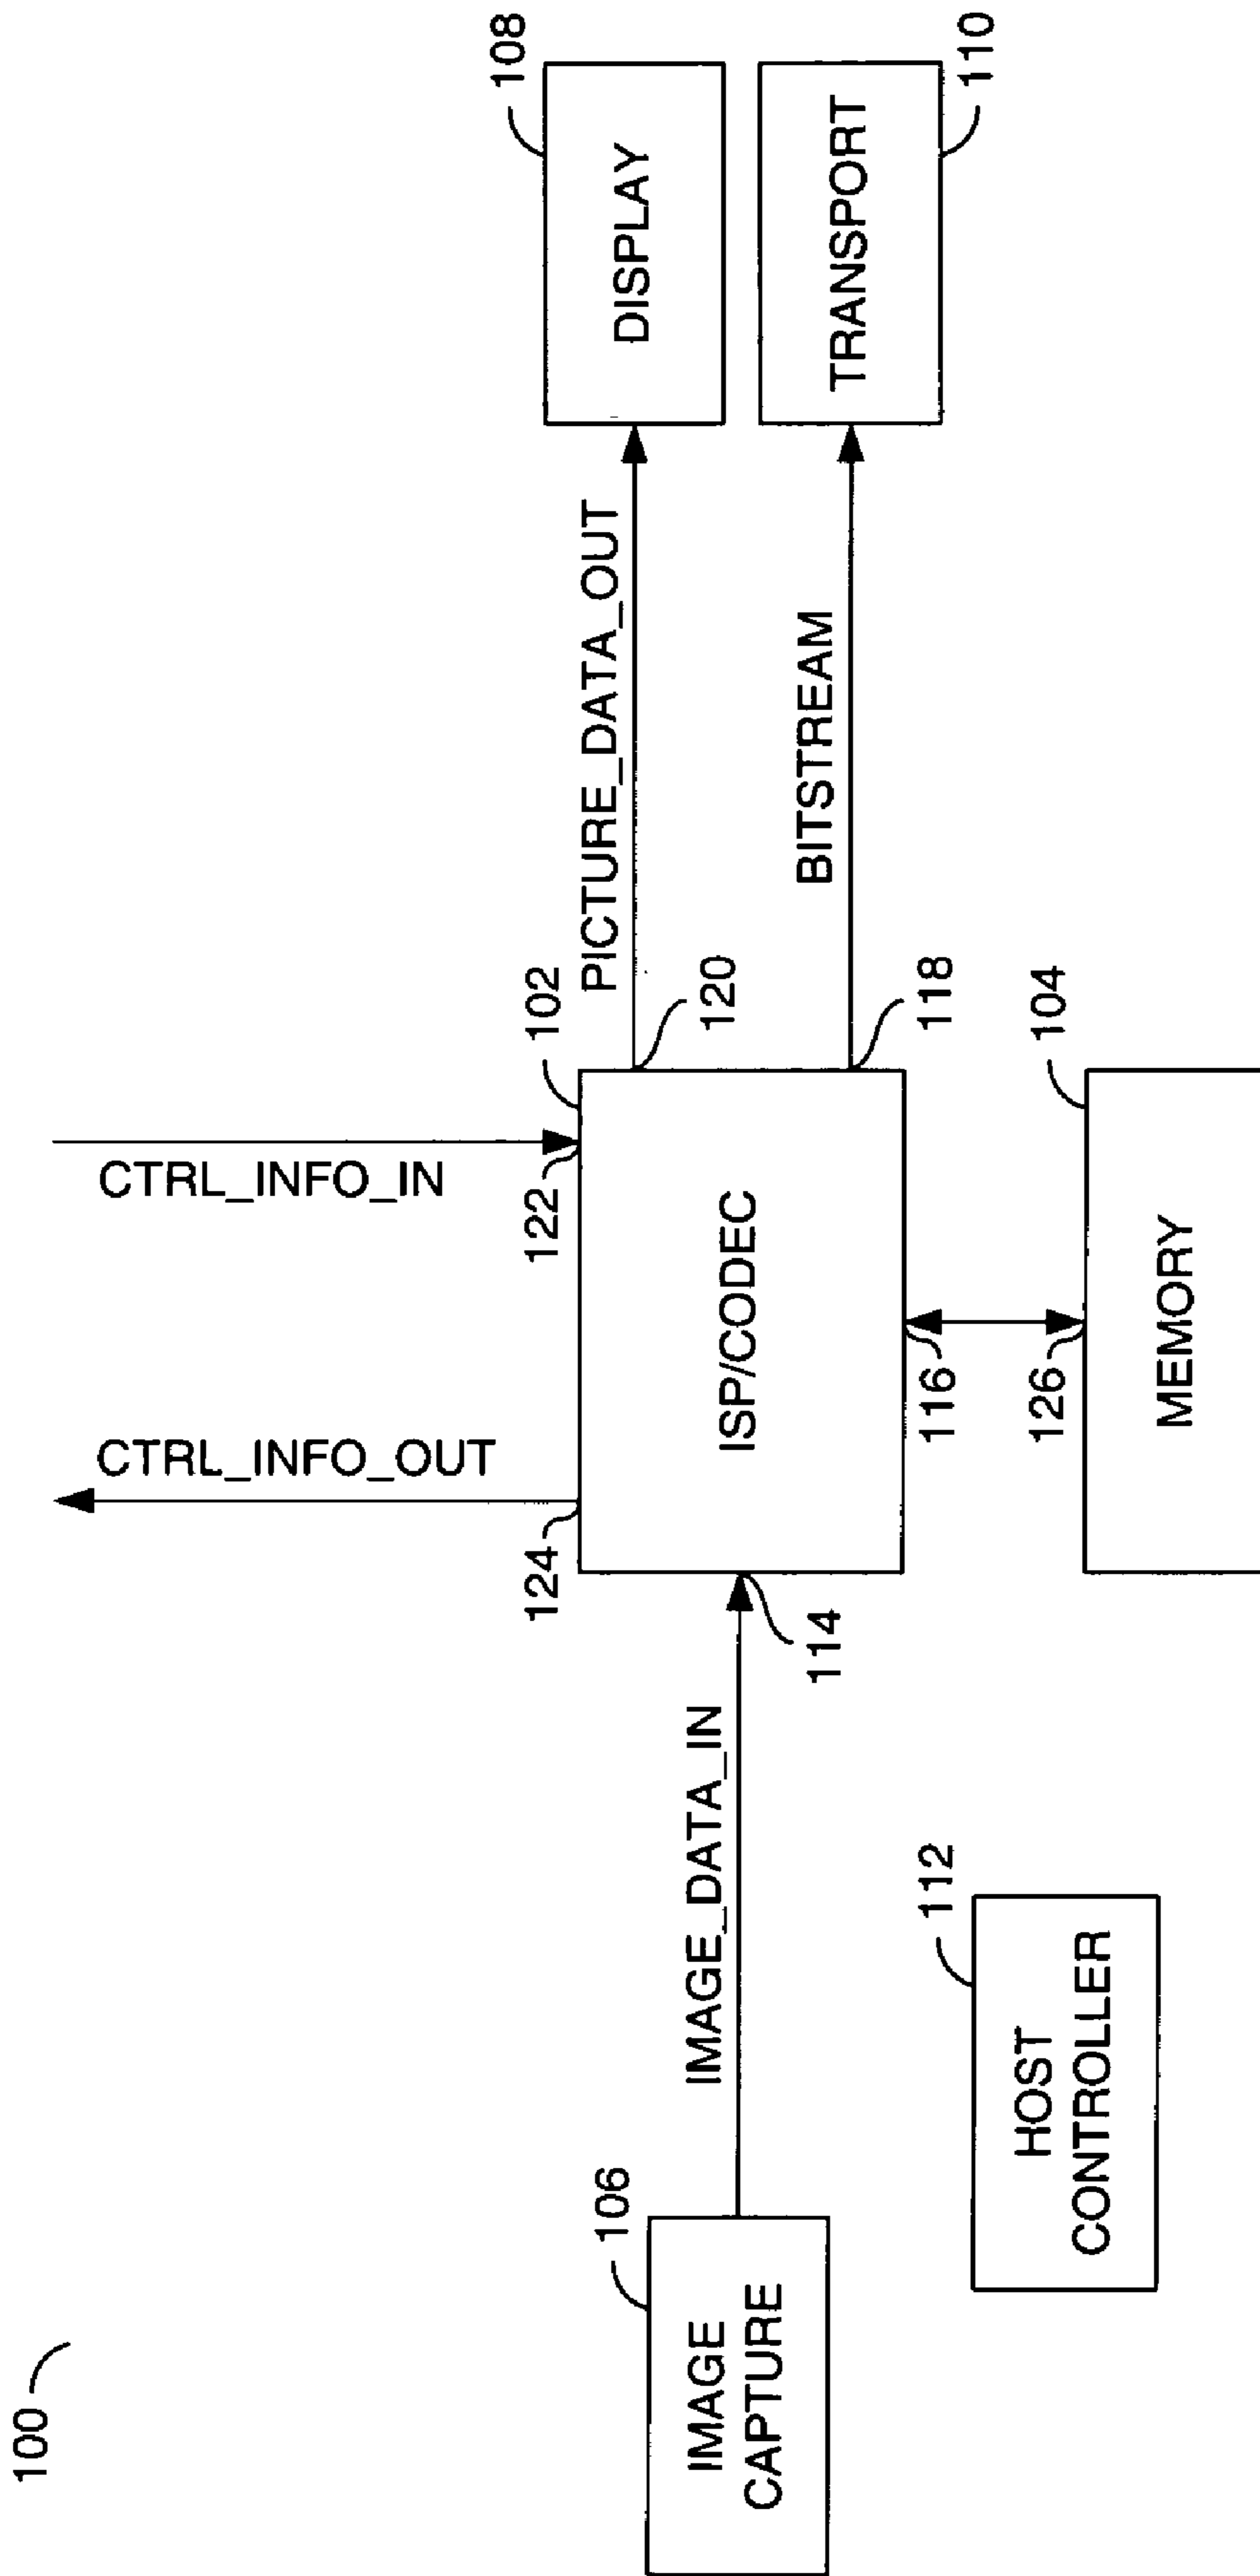 100
CTRL_INFO_OUT
CTRL_INFO_IN
124
122
102
108
106
IMAGE
CAPTURE
IMAGE_DATA_IN
114
ISP/CODEC
PICTURE_DATA_OUT
120
DISPLAY
BITSTREAM
118
TRANSPORT
110
116
126
104
MEMORY
112
HOST
CONTROLLER